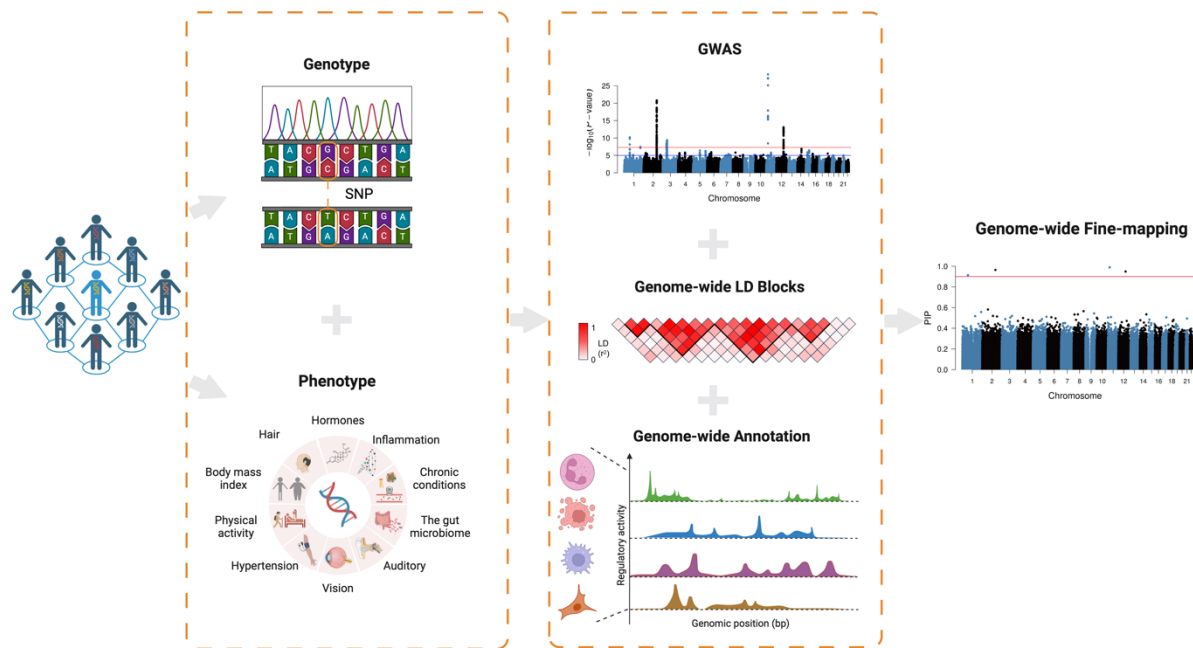 Genotype
T A C G C T G A
A T G C G A C T
SNP
T A C T C T G A
A T G A G A C T
Phenotype
Hormones
Hair
Inflammation
Body mass
index
Chronic
conditions
Physical
activity
The gut
microbiome
Hypertension
Auditory
Vision
GWAS
25
20
15
10
5
0
1 2 3 4 5 6 7 8 9 10 12 14 16 18 21
Chromosome
Genome-wide LD Blocks
1
LD
(r²)
0
Genome-wide Annotation
Regulatory activity
Genomic position (bp)
Genome-wide Fine-mapping
PIP
1.0
0.8
0.6
0.4
0.2
0.0
1 2 3 4 5 6 7 8 9 10 12 14 16 18 21
Chromosome